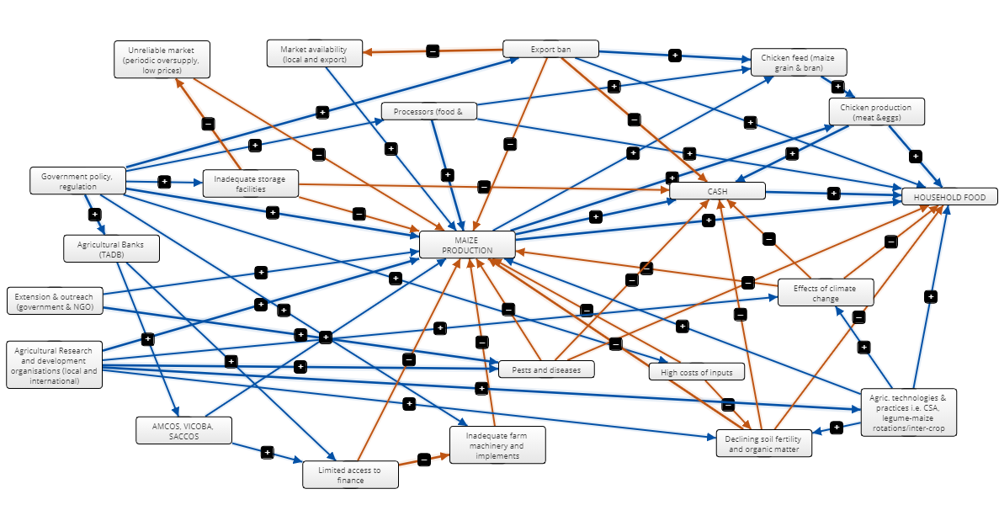 Unreliable market
(periodic oversupply,
low prices)
Market availability
(local and export)
Export ban
Chicken feed (maize
grain & bran)
Processors (food &
Chicken production
(meat &eggs)
Government policy,
regulation
Inadequate storage
facilities
CASH
HOUSEHOLD FOOD
Agricultural Banks
(TADB)
MAIZE
PRODUCTION
Extension & outreach
(government & NGO)
Effects of climate
change
Agricultural Research
and development
organisations (local and
international)
Pests and diseases
High costs of inputs
Agric. technologies &
practices i.e. CSA,
legume-maize
rotations/inter-crop
AMCOS, VICOBA,
SACCOS
Inadequate farm
machinery and
implements
Declining soil fertility
and organic matter
Limited access to
finance